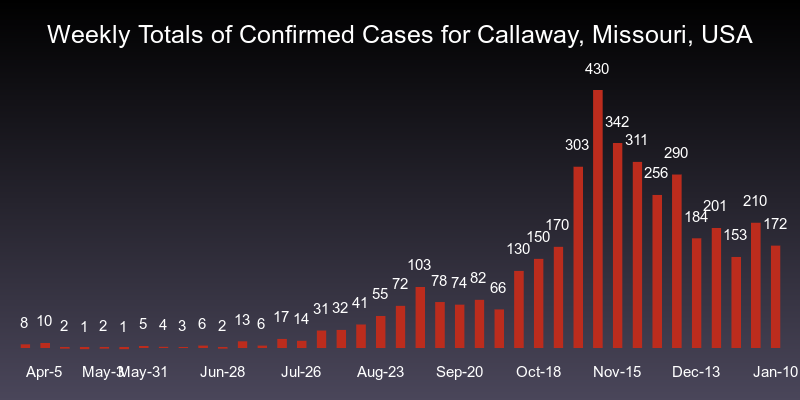 Weekly Totals of Confirmed Cases for Callaway, Missouri, USA
8 10 2 1 2 1 5 4 3 6 2 13 6 17 14 31 32 41 55 72 103 78 74 82 66 130 150 170 303 430 342 311 256 290 184 201 153 210 172
Apr-5 May-3 May-31 Jun-28 Jul-26 Aug-23 Sep-20 Oct-18 Nov-15 Dec-13 Jan-10